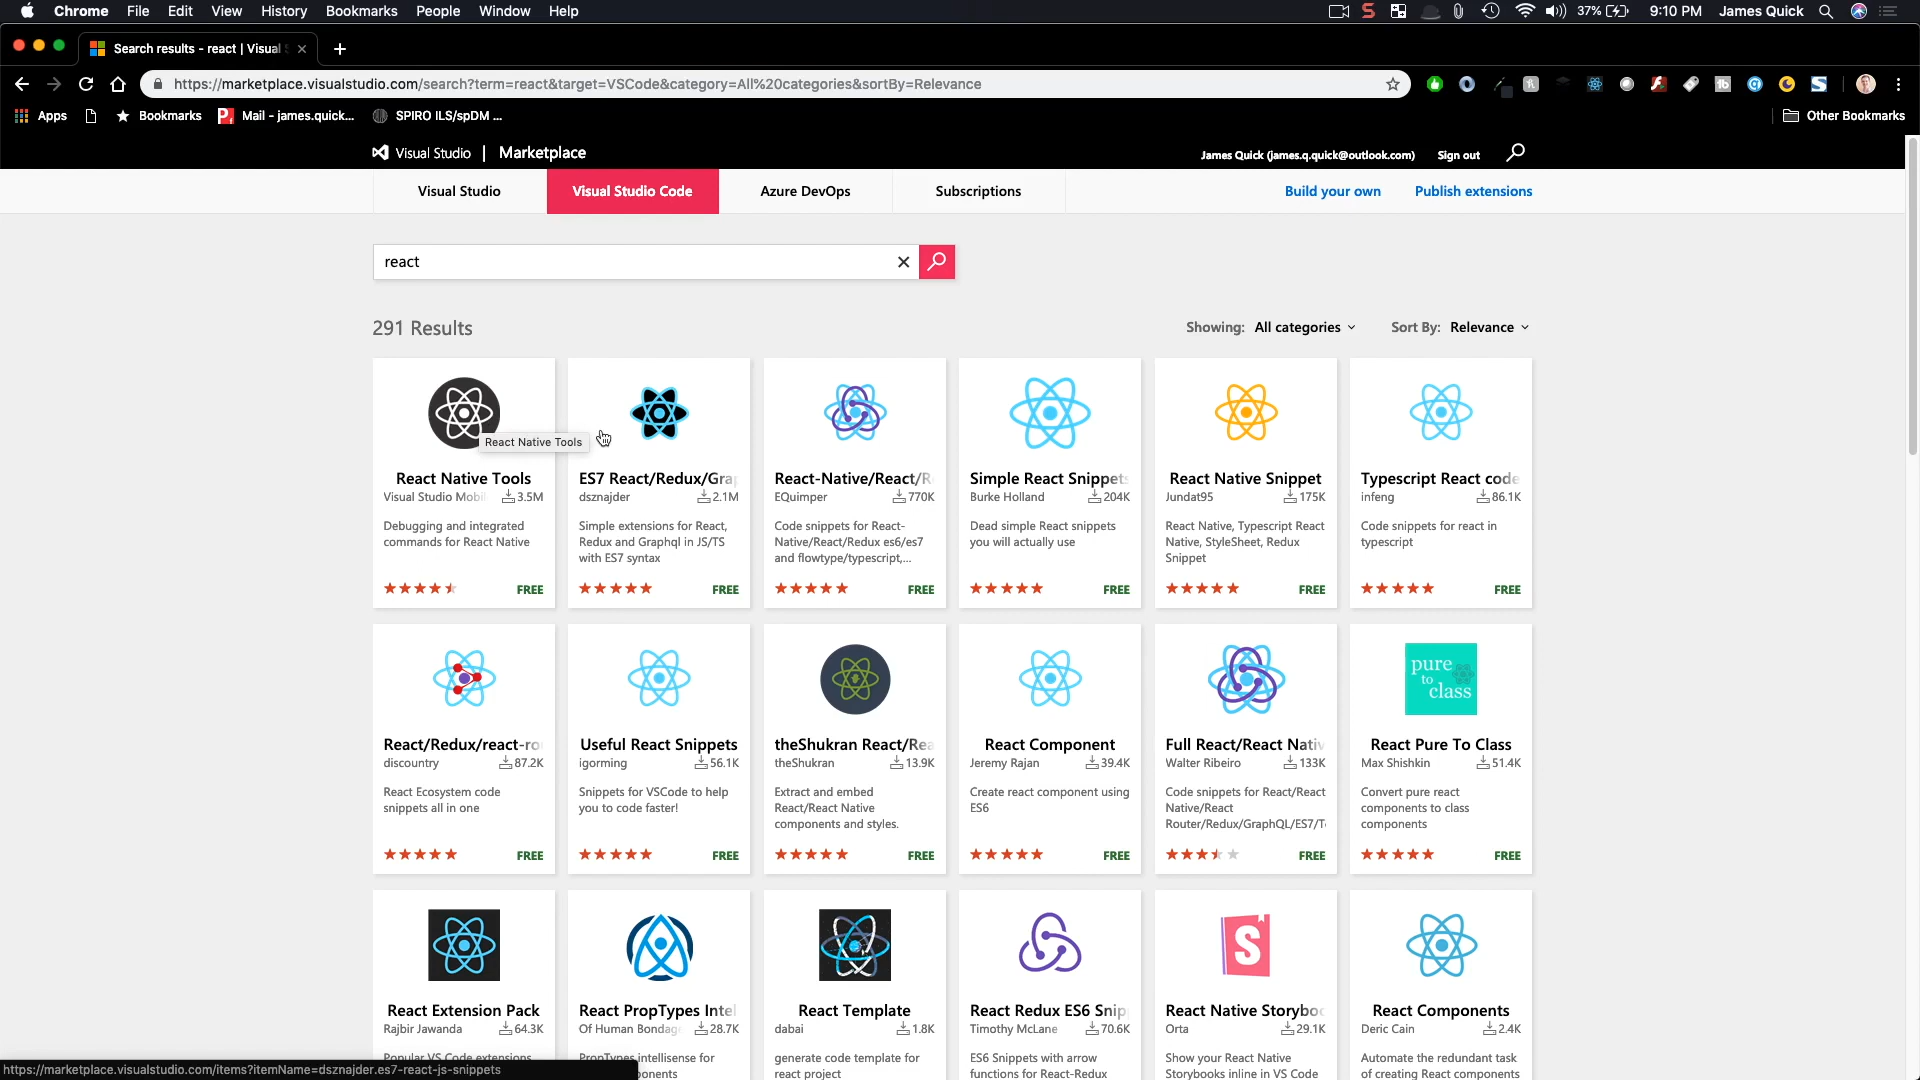 Chrome File Edit View History Bookmarks People Window Help 37% 9:10 PM James Quick
Search results - react | Visual S
https://marketplace.visualstudio.com/search?term=react&target=VSCode&category=All%20categories&sortBy=Relevance
Apps Bookmarks Mail - james.quick... SPIRO ILS/spDM ... Other Bookmarks
Visual Studio | Marketplace James Quick (james.q.quick@outlook.com) Sign out
Visual Studio Visual Studio Code Azure DevOps Subscriptions Build your own Publish extensions
react
291 Results Showing: All categories Sort By: Relevance
React Native Tools
React Native Tools ES7 React/Redux/Grap React-Native/React/R Simple React Snippets React Native Snippet Typescript React code
Visual Studio Mobil 3.5M dsznajder 2.1M EQuimper 770K Burke Holland 204K Jundat95 175K infeng 86.1K
Debugging and integrated Simple extensions for React, Code snippets for React- Dead simple React snippets React Native, Typescript React Code snippets for react in
commands for React Native Redux and Graphql in JS/TS Native/React/Redux es6/es7 you will actually use Native, StyleSheet, Redux typescript
with ES7 syntax and flowtype/typescript,... Snippet
FREE FREE FREE FREE FREE FREE
pure to class
React/Redux/react-ro Useful React Snippets theShukran React/Rea React Component Full React/React Nativ React Pure To Class
discountry 87.2K igorming 56.1K theShukran 13.9K Jeremy Rajan 39.4K Walter Ribeiro 133K Max Shishkin 51.4K
React Ecosystem code Snippets for VSCode to help Extract and embed Create react component using Code snippets for React/React Convert pure react
snippets all in one you to code faster! React/React Native ES6 Native/React components to class
components and styles. Router/Redux/GraphQL/ES7/T components
FREE FREE FREE FREE FREE FREE
S
React Extension Pack React PropTypes Intel React Template React Redux ES6 Snip React Native Storyboo React Components
Rajbir Jawanda 64.3K Of Human Bondage 28.7K dabai 1.8K Timothy McLane 70.6K Orta 29.1K Deric Cain 2.4K
Popular VS Code extensions PropTypes intellisense for generate code template for ES6 Snippets with arrow Show your React Native Automate the redundant task
onents react project functions for React-Redux Storybooks inline in VS Code of creating React components
https://marketplace.visualstudio.com/items?itemName=dsznajder.es7-react-js-snippets